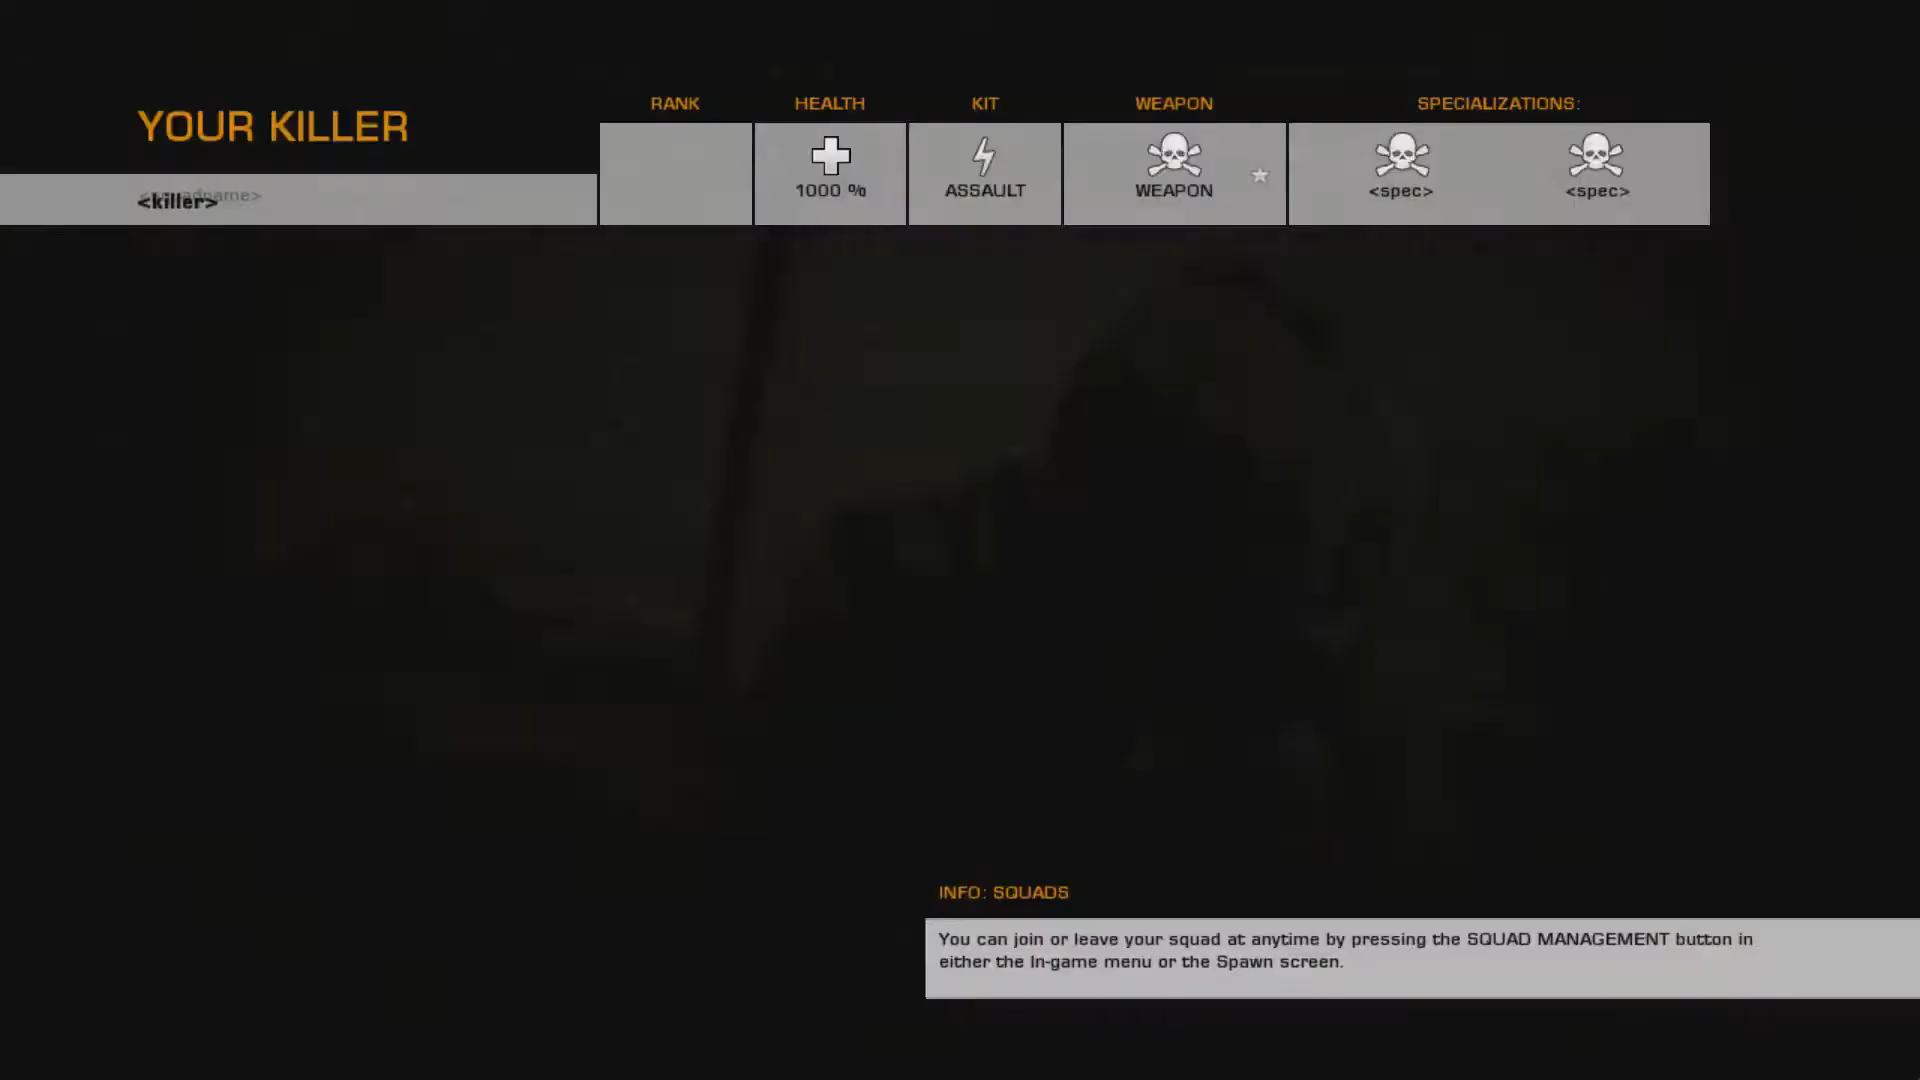 YOUR KILLER
RANK
HEALTH
KIT
WEAPON
SPECIALIZATIONS:
<killer>
1000 %
ASSAULT
WEAPON
<spec>
<spec>
INFO: SQUADS
You can join or leave your squad at anytime by pressing the SQUAD MANAGEMENT button in
either the In-game menu or the Spawn screen.